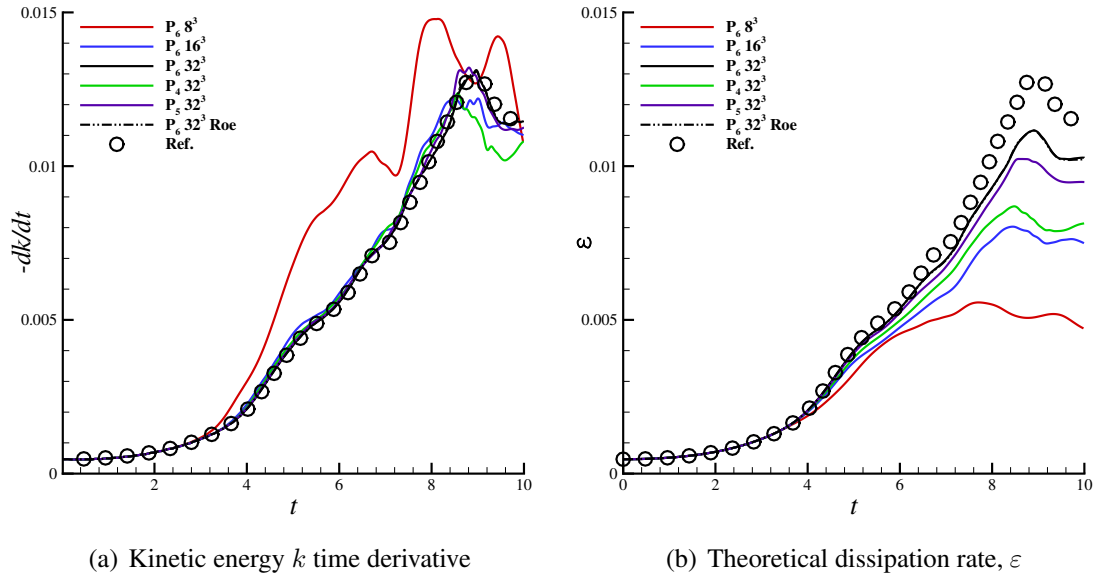 0.015
P₆ 8³
P₆ 16³
P₆ 32³
P₄ 32³
P₅ 32³
P₆ 32³ Roe
Ref.
0.01
0.005
0
-dk/dt
2
4
6
8
10
t
(a) Kinetic energy k time derivative
0.015
P₆ 8³
P₆ 16³
P₆ 32³
P₄ 32³
P₅ 32³
P₆ 32³ Roe
Ref.
0.01
0.005
0
ε
0
2
4
6
8
10
t
(b) Theoretical dissipation rate, ε